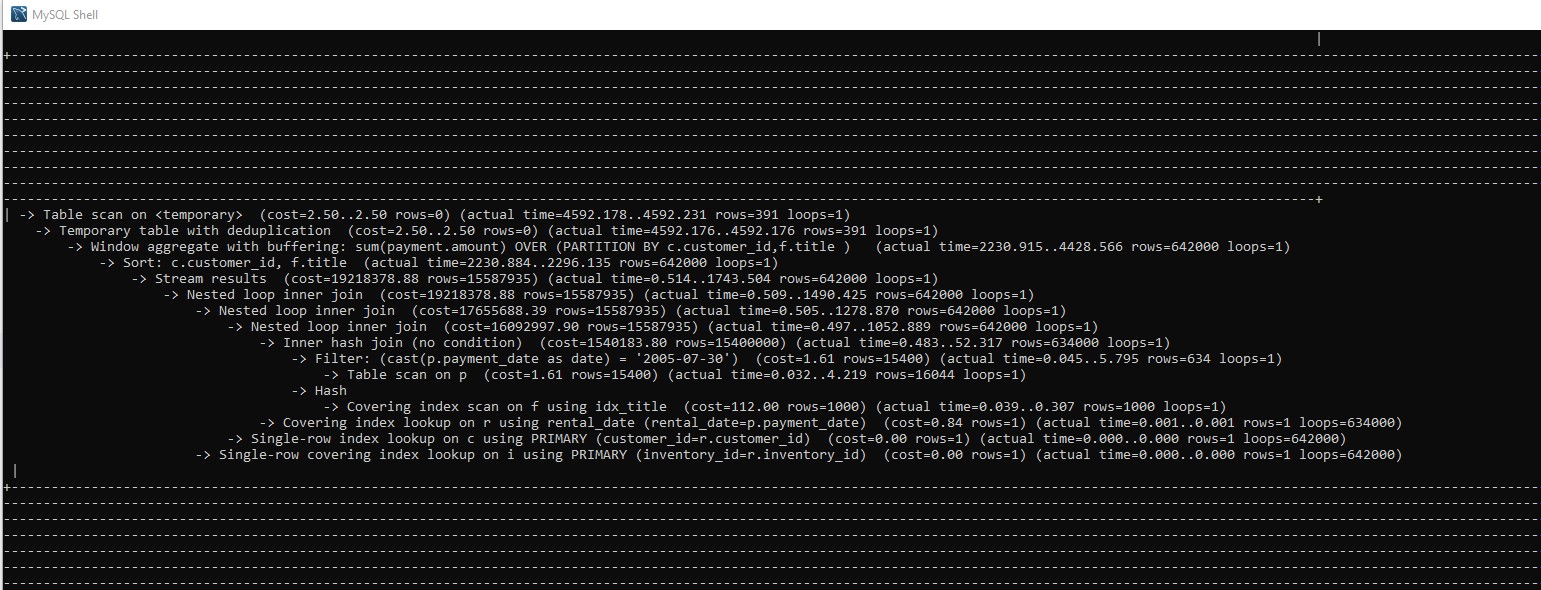 MySQL Shell
|
+------------------------------------------------------------------------------------------------
------------------------------------------------------------------------------------------------
------------------------------------------------------------------------------------------------
------------------------------------------------------------------------------------------------
------------------------------------------------------------------------------------------------
------------------------------------------------------------------------------------------------
------------------------------------------------------------------------------------------------
------------------------------------------------------------------------------------------------
------------------------------------------------------------------------------------------------
----------------------------------------------------------------------------------+
| -> Table scan on <temporary>  (cost=2.50..2.50 rows=0) (actual time=4592.178..4592.231 rows=391 loops=1)
    -> Temporary table with deduplication  (cost=2.50..2.50 rows=0) (actual time=4592.176..4592.176 rows=391 loops=1)
        -> Window aggregate with buffering: sum(payment.amount) OVER (PARTITION BY c.customer_id,f.title )   (actual time=2230.915..4428.566 rows=642000 loops=1)
            -> Sort: c.customer_id, f.title  (actual time=2230.884..2296.135 rows=642000 loops=1)
                -> Stream results  (cost=19218378.88 rows=15587935) (actual time=0.514..1743.504 rows=642000 loops=1)
                    -> Nested loop inner join  (cost=19218378.88 rows=15587935) (actual time=0.509..1490.425 rows=642000 loops=1)
                        -> Nested loop inner join  (cost=17655688.39 rows=15587935) (actual time=0.505..1278.870 rows=642000 loops=1)
                            -> Nested loop inner join  (cost=16092997.90 rows=15587935) (actual time=0.497..1052.889 rows=642000 loops=1)
                                -> Inner hash join (no condition)  (cost=1540183.80 rows=15400000) (actual time=0.483..52.317 rows=634000 loops=1)
                                    -> Filter: (cast(p.payment_date as date) = '2005-07-30')  (cost=1.61 rows=15400) (actual time=0.045..5.795 rows=634 loops=1)
                                        -> Table scan on p  (cost=1.61 rows=15400) (actual time=0.032..4.219 rows=16044 loops=1)
                                    -> Hash
                                        -> Covering index scan on f using idx_title  (cost=112.00 rows=1000) (actual time=0.039..0.307 rows=1000 loops=1)
                                -> Covering index lookup on r using rental_date (rental_date=p.payment_date)  (cost=0.84 rows=1) (actual time=0.001..0.001 rows=1 loops=634000)
                            -> Single-row index lookup on c using PRIMARY (customer_id=r.customer_id)  (cost=0.00 rows=1) (actual time=0.000..0.000 rows=1 loops=642000)
                        -> Single-row covering index lookup on i using PRIMARY (inventory_id=r.inventory_id)  (cost=0.00 rows=1) (actual time=0.000..0.000 rows=1 loops=642000)
|
+------------------------------------------------------------------------------------------------
------------------------------------------------------------------------------------------------
------------------------------------------------------------------------------------------------
------------------------------------------------------------------------------------------------
------------------------------------------------------------------------------------------------
------------------------------------------------------------------------------------------------
------------------------------------------------------------------------------------------------